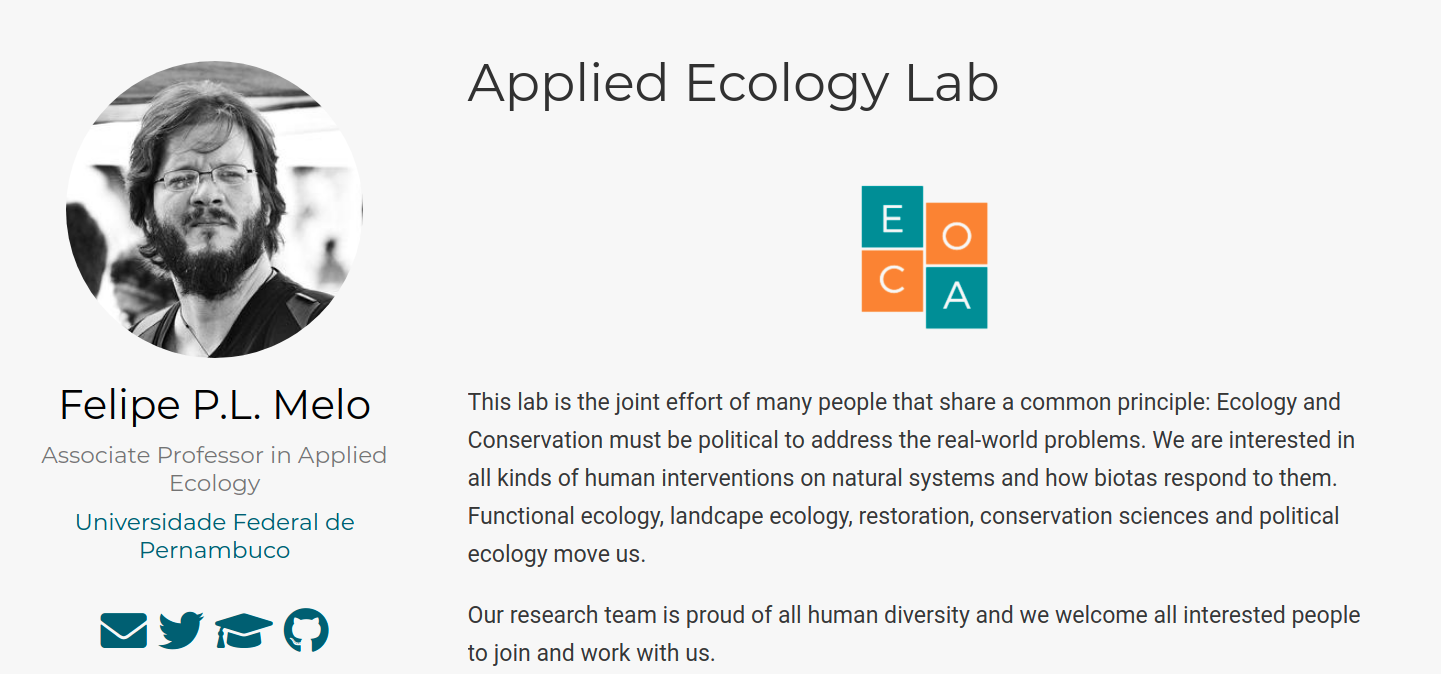 Felipe P.L. Melo
Associate Professor in Applied
Ecology
Universidade Federal de
Pernambuco
Applied Ecology Lab
E O
C A
This lab is the joint effort of many people that share a common principle: Ecology and
Conservation must be political to address the real-world problems. We are interested in
all kinds of human interventions on natural systems and how biotas respond to them.
Functional ecology, landcape ecology, restoration, conservation sciences and political
ecology move us.
Our research team is proud of all human diversity and we welcome all interested people
to join and work with us.